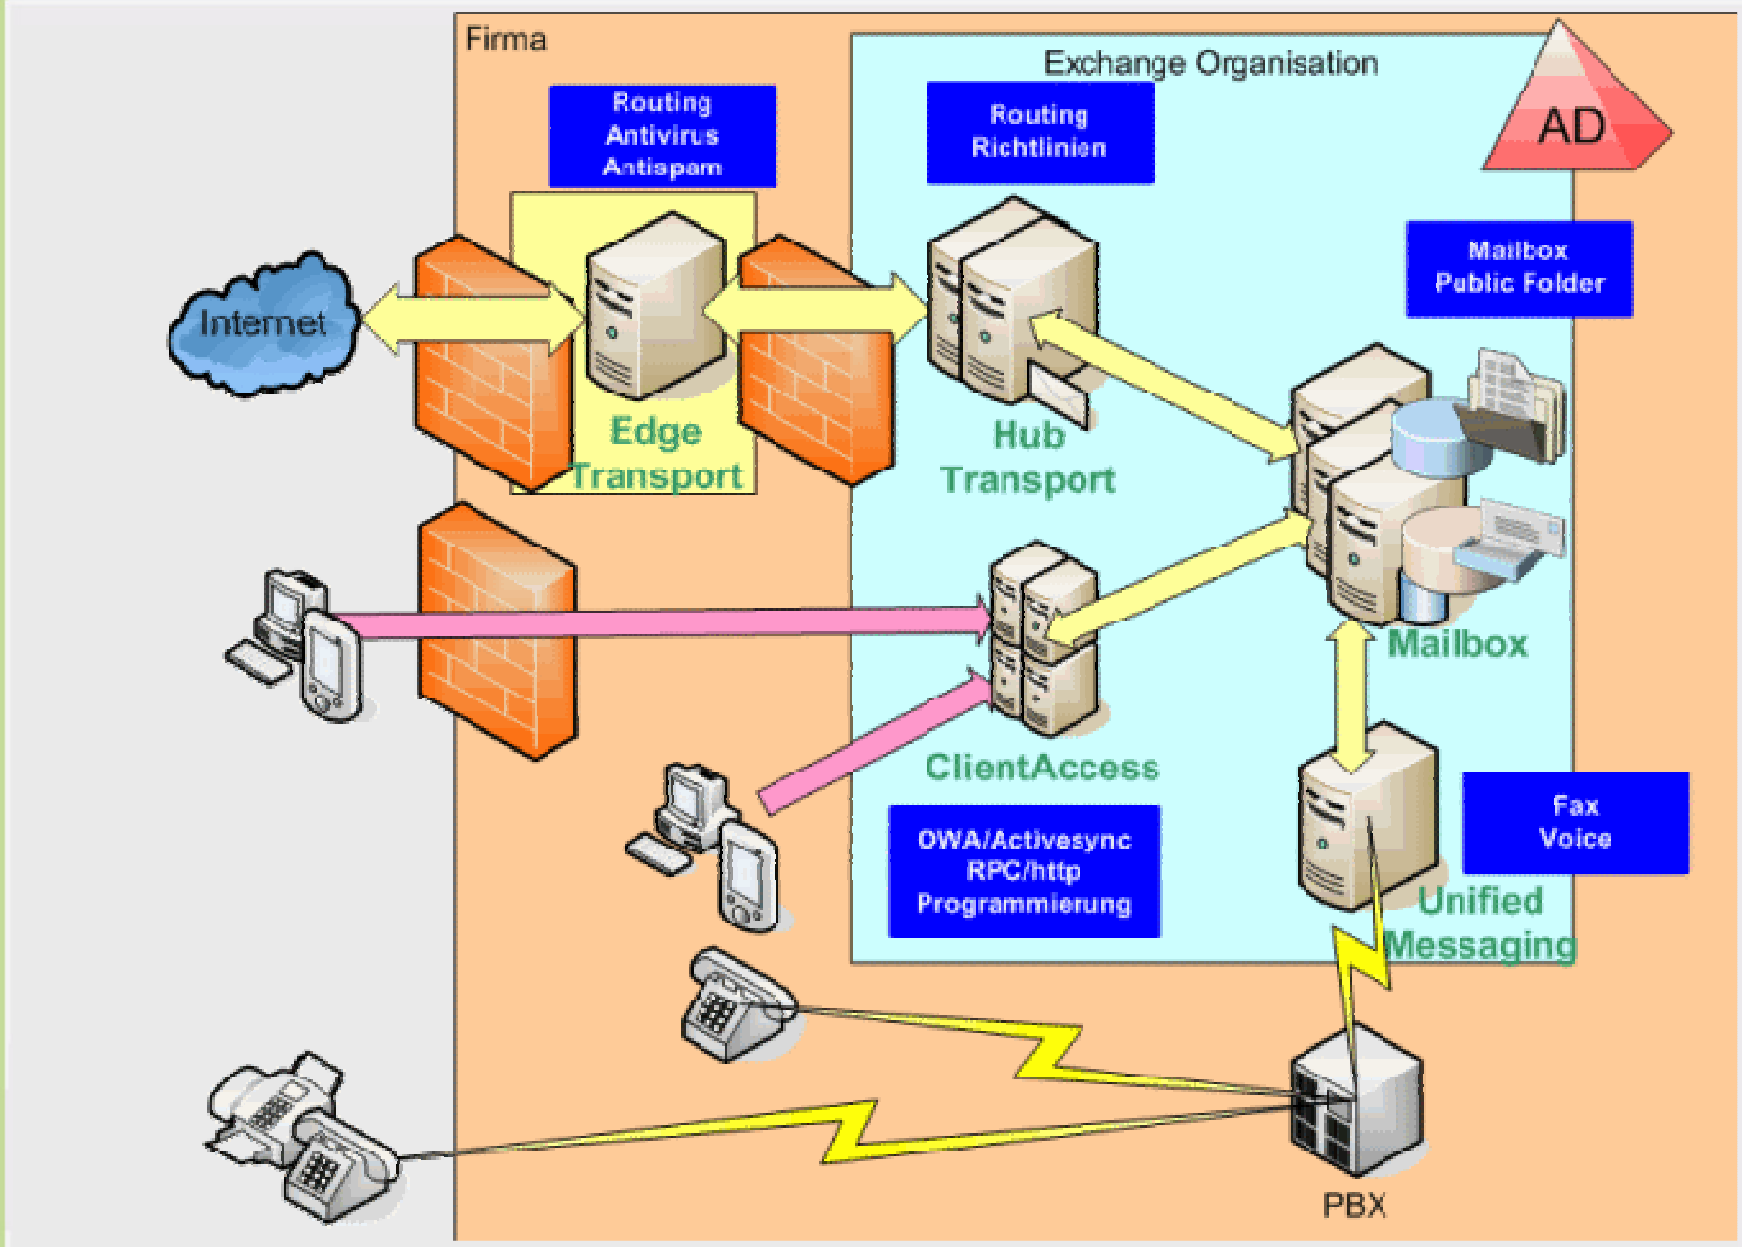 Firma
Exchange Organisation
AD
Routing
Antivirus
Antispam
Routing
Richtlinien
Mailbox
Public Folder
Internet
Edge
Transport
Hub
Transport
Mailbox
ClientAccess
OWA/Activesync
RPC/http
Programmierung
Fax
Voice
Unified
Messaging
PBX